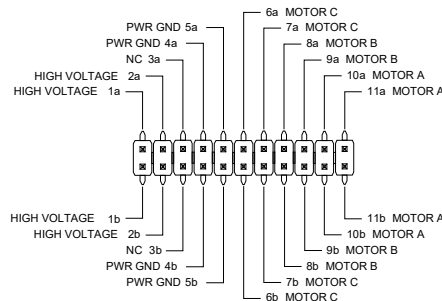 6a MOTOR C
PWR GND 5a
7a MOTOR C
PWR GND 4a
8a MOTOR B
NC 3a
9a MOTOR B
HIGH VOLTAGE 2a
10a MOTOR A
HIGH VOLTAGE 1a
11a MOTOR A
HIGH VOLTAGE 1b
11b MOTOR A
HIGH VOLTAGE 2b
10b MOTOR A
NC 3b
9b MOTOR B
PWR GND 4b
8b MOTOR B
PWR GND 5b
7b MOTOR C
6b MOTOR C